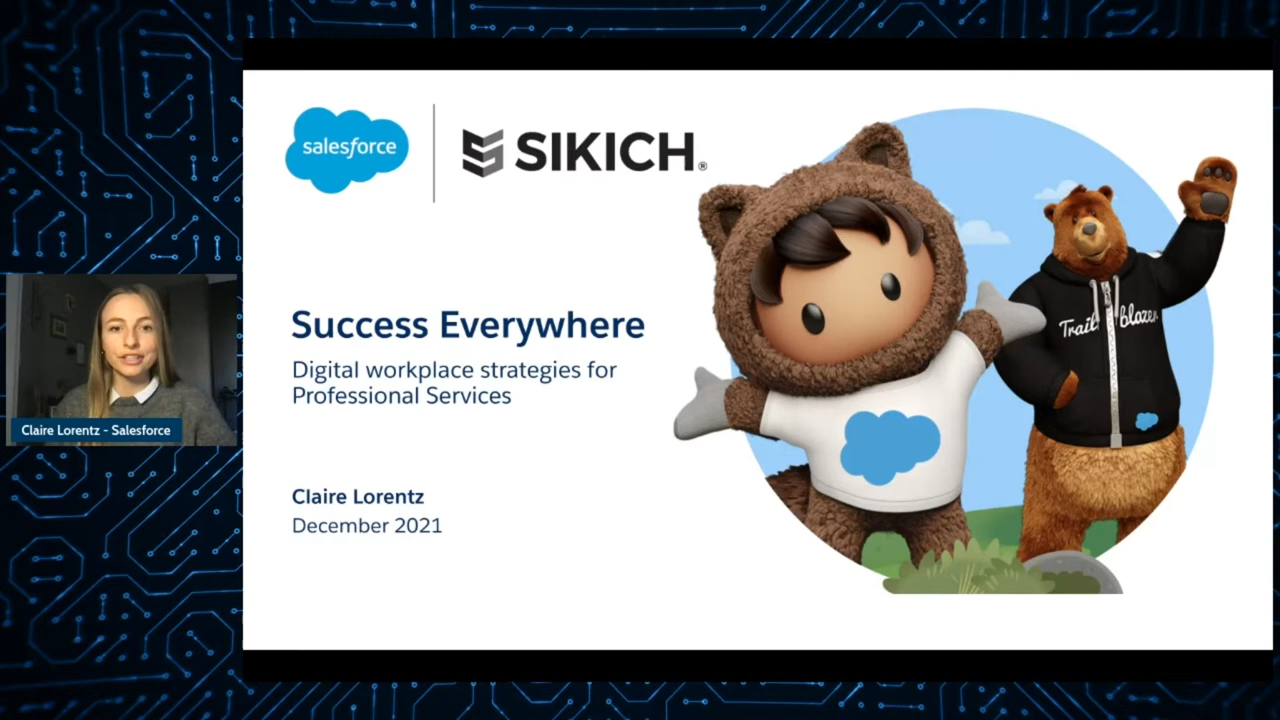 salesforce
SIKICH®
Success Everywhere
Digital workplace strategies for
Professional Services
Claire Lorentz
December 2021
Trailblazer
Claire Lorentz - Salesforce